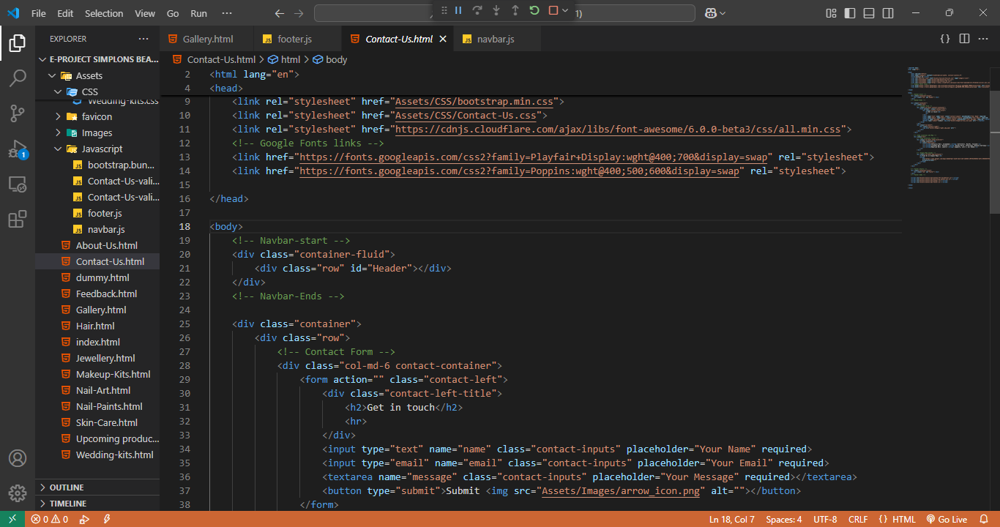 File Edit Selection View Go Run ···
1)
EXPLORER ···
E-PROJECT SIMPLONS BEA...
Assets
CSS
Wedding-kits.css
favicon
Images
Javascript
bootstrap.bun...
Contact-Us-vali...
Contact-Us-vali...
footer.js
navbar.js
About-Us.html
Contact-Us.html
dummy.html
Feedback.html
Gallery.html
Hair.html
index.html
Jewellery.html
Makeup-Kits.html
Nail-Art.html
Nail-Paints.html
Skin-Care.html
Upcoming produc...
Wedding-kits.html
OUTLINE
TIMELINE
1
Gallery.html footer.js Contact-Us.html navbar.js
Contact-Us.html > html > body
2 <html lang="en">
4 <head>
9 <link rel="stylesheet" href="Assets/CSS/bootstrap.min.css">
10 <link rel="stylesheet" href="Assets/CSS/Contact-Us.css">
11 <link rel="stylesheet" href="https://cdnjs.cloudflare.com/ajax/libs/font-awesome/6.0.0-beta3/css/all.min.css">
12 <!-- Google Fonts links -->
13 <link href="https://fonts.googleapis.com/css2?family=Playfair+Display:wght@400;700&display=swap" rel="stylesheet">
14 <link href="https://fonts.googleapis.com/css2?family=Poppins:wght@400;500;600&display=swap" rel="stylesheet">
15
16 </head>
17
18 <body>
19 <!-- Navbar-start -->
20 <div class="container-fluid">
21 <div class="row" id="Header"></div>
22 </div>
23 <!-- Navbar-Ends -->
24
25 <div class="container">
26 <div class="row">
27 <!-- Contact Form -->
28 <div class="col-md-6 contact-container">
29 <form action="" class="contact-left">
30 <div class="contact-left-title">
31 <h2>Get in touch</h2>
32 <hr>
33 </div>
34 <input type="text" name="name" class="contact-inputs" placeholder="Your Name" required>
35 <input type="email" name="email" class="contact-inputs" placeholder="Your Email" required>
36 <textarea name="message" class="contact-inputs" placeholder="Your Message" required></textarea>
37 <button type="submit">Submit <img src="Assets/Images/arrow_icon.png" alt=""></button>
38 </form>
0 0 Ln 18, Col 7 Spaces: 4 UTF-8 CRLF {} HTML Go Live